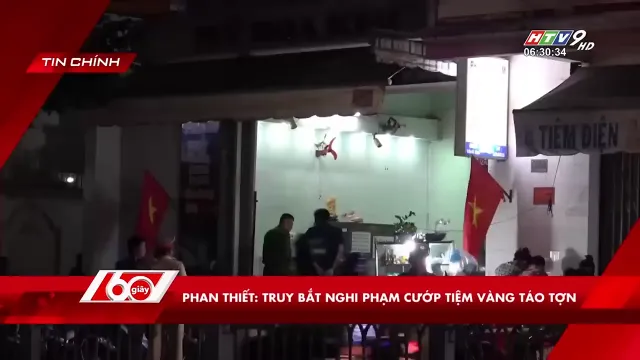 HTV9 HD
06:30:34
TIN CHÍNH
TIỆM ĐIỆN
60 giây
PHAN THIẾT: TRUY BẮT NGHI PHẠM CƯỚP TIỆM VÀNG TÁO TỢN